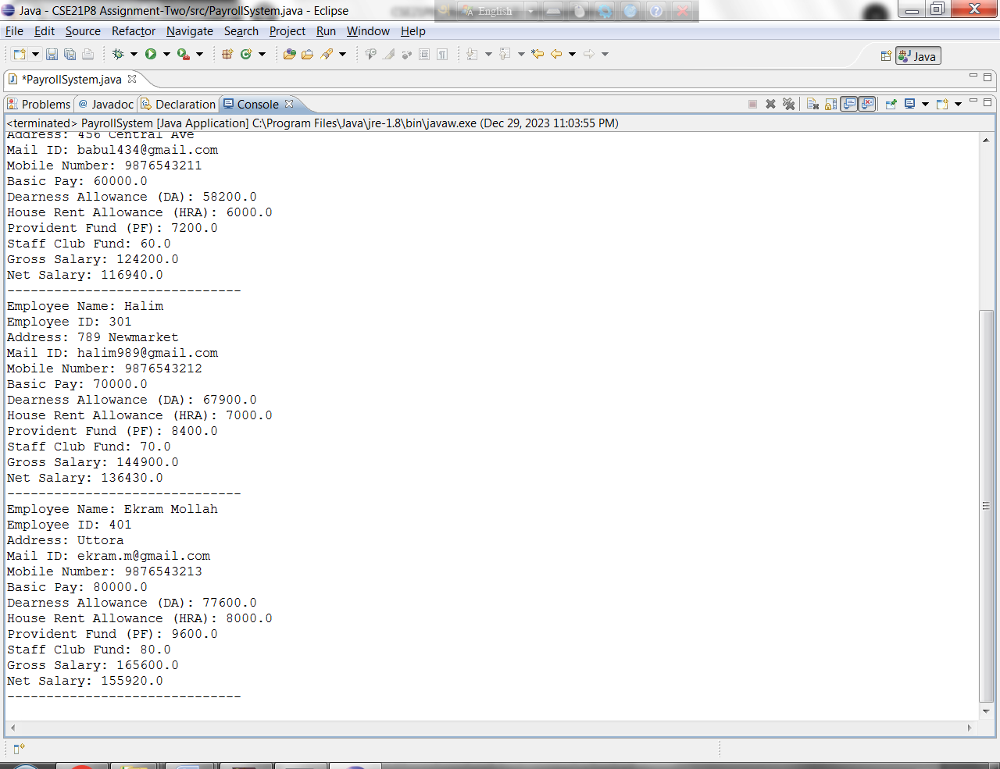 Java - CSE21P8 Assignment-Two/src/PayrollSystem.java - Eclipse
English
File Edit Source Refactor Navigate Search Project Run Window Help
Java
*PayrollSystem.java
Problems @ Javadoc Declaration Console
<terminated> PayrollSystem [Java Application] C:\Program Files\Java\jre-1.8\bin\javaw.exe (Dec 29, 2023 11:03:55 PM)
Address: 456 Central Ave
Mail ID: babul434@gmail.com
Mobile Number: 9876543211
Basic Pay: 60000.0
Dearness Allowance (DA): 58200.0
House Rent Allowance (HRA): 6000.0
Provident Fund (PF): 7200.0
Staff Club Fund: 60.0
Gross Salary: 124200.0
Net Salary: 116940.0
------------------------------
Employee Name: Halim
Employee ID: 301
Address: 789 Newmarket
Mail ID: halim989@gmail.com
Mobile Number: 9876543212
Basic Pay: 70000.0
Dearness Allowance (DA): 67900.0
House Rent Allowance (HRA): 7000.0
Provident Fund (PF): 8400.0
Staff Club Fund: 70.0
Gross Salary: 144900.0
Net Salary: 136430.0
------------------------------
Employee Name: Ekram Mollah
Employee ID: 401
Address: Uttora
Mail ID: ekram.m@gmail.com
Mobile Number: 9876543213
Basic Pay: 80000.0
Dearness Allowance (DA): 77600.0
House Rent Allowance (HRA): 8000.0
Provident Fund (PF): 9600.0
Staff Club Fund: 80.0
Gross Salary: 165600.0
Net Salary: 155920.0
------------------------------